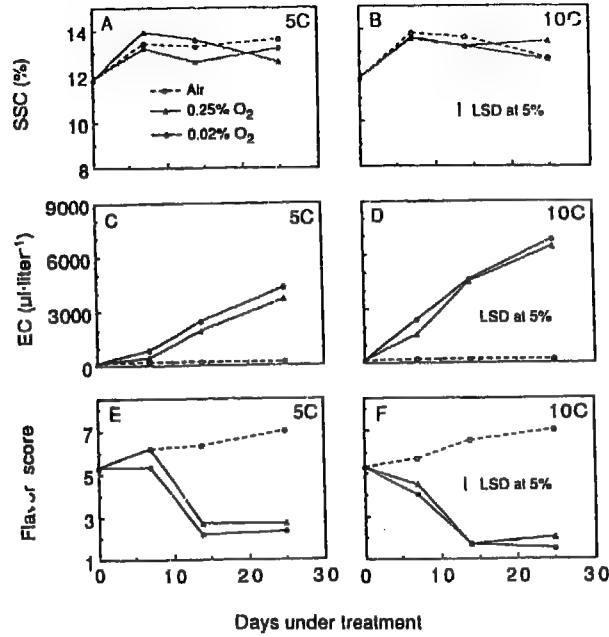 A 5C
B 10C
SSC (%)
14
12
10
8
Air
0.25% O2
0.02% O2
LSD at 5%
C 5C
D 10C
EC (µl·liter⁻¹)
9000
6000
3000
0
LSD at 5%
E 5C
F 10C
Flavor score
7
5
3
1
LSD at 5%
0 10 20 30
0 10 20 30
Days under treatment